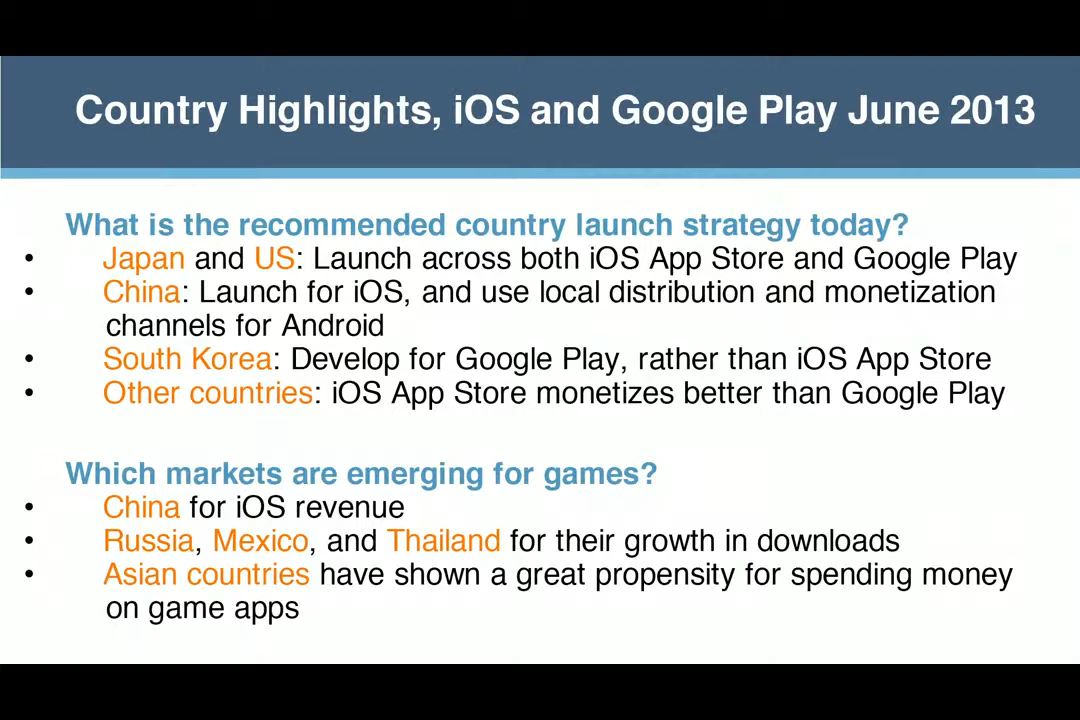 Country Highlights, iOS and Google Play June 2013
What is the recommended country launch strategy today?
• Japan and US: Launch across both iOS App Store and Google Play
• China: Launch for iOS, and use local distribution and monetization
channels for Android
• South Korea: Develop for Google Play, rather than iOS App Store
• Other countries: iOS App Store monetizes better than Google Play
Which markets are emerging for games?
• China for iOS revenue
• Russia, Mexico, and Thailand for their growth in downloads
• Asian countries have shown a great propensity for spending money
on game apps